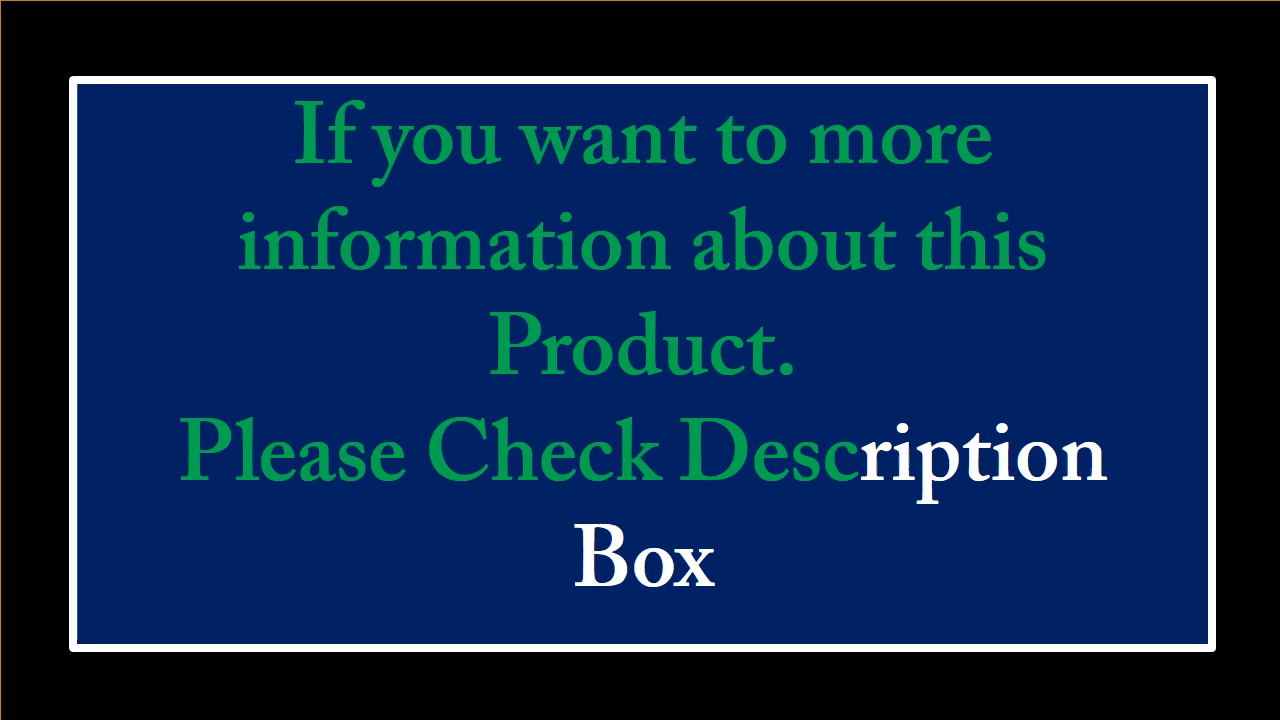 If you want to more
information about this
Product.
Please Check Description
Box